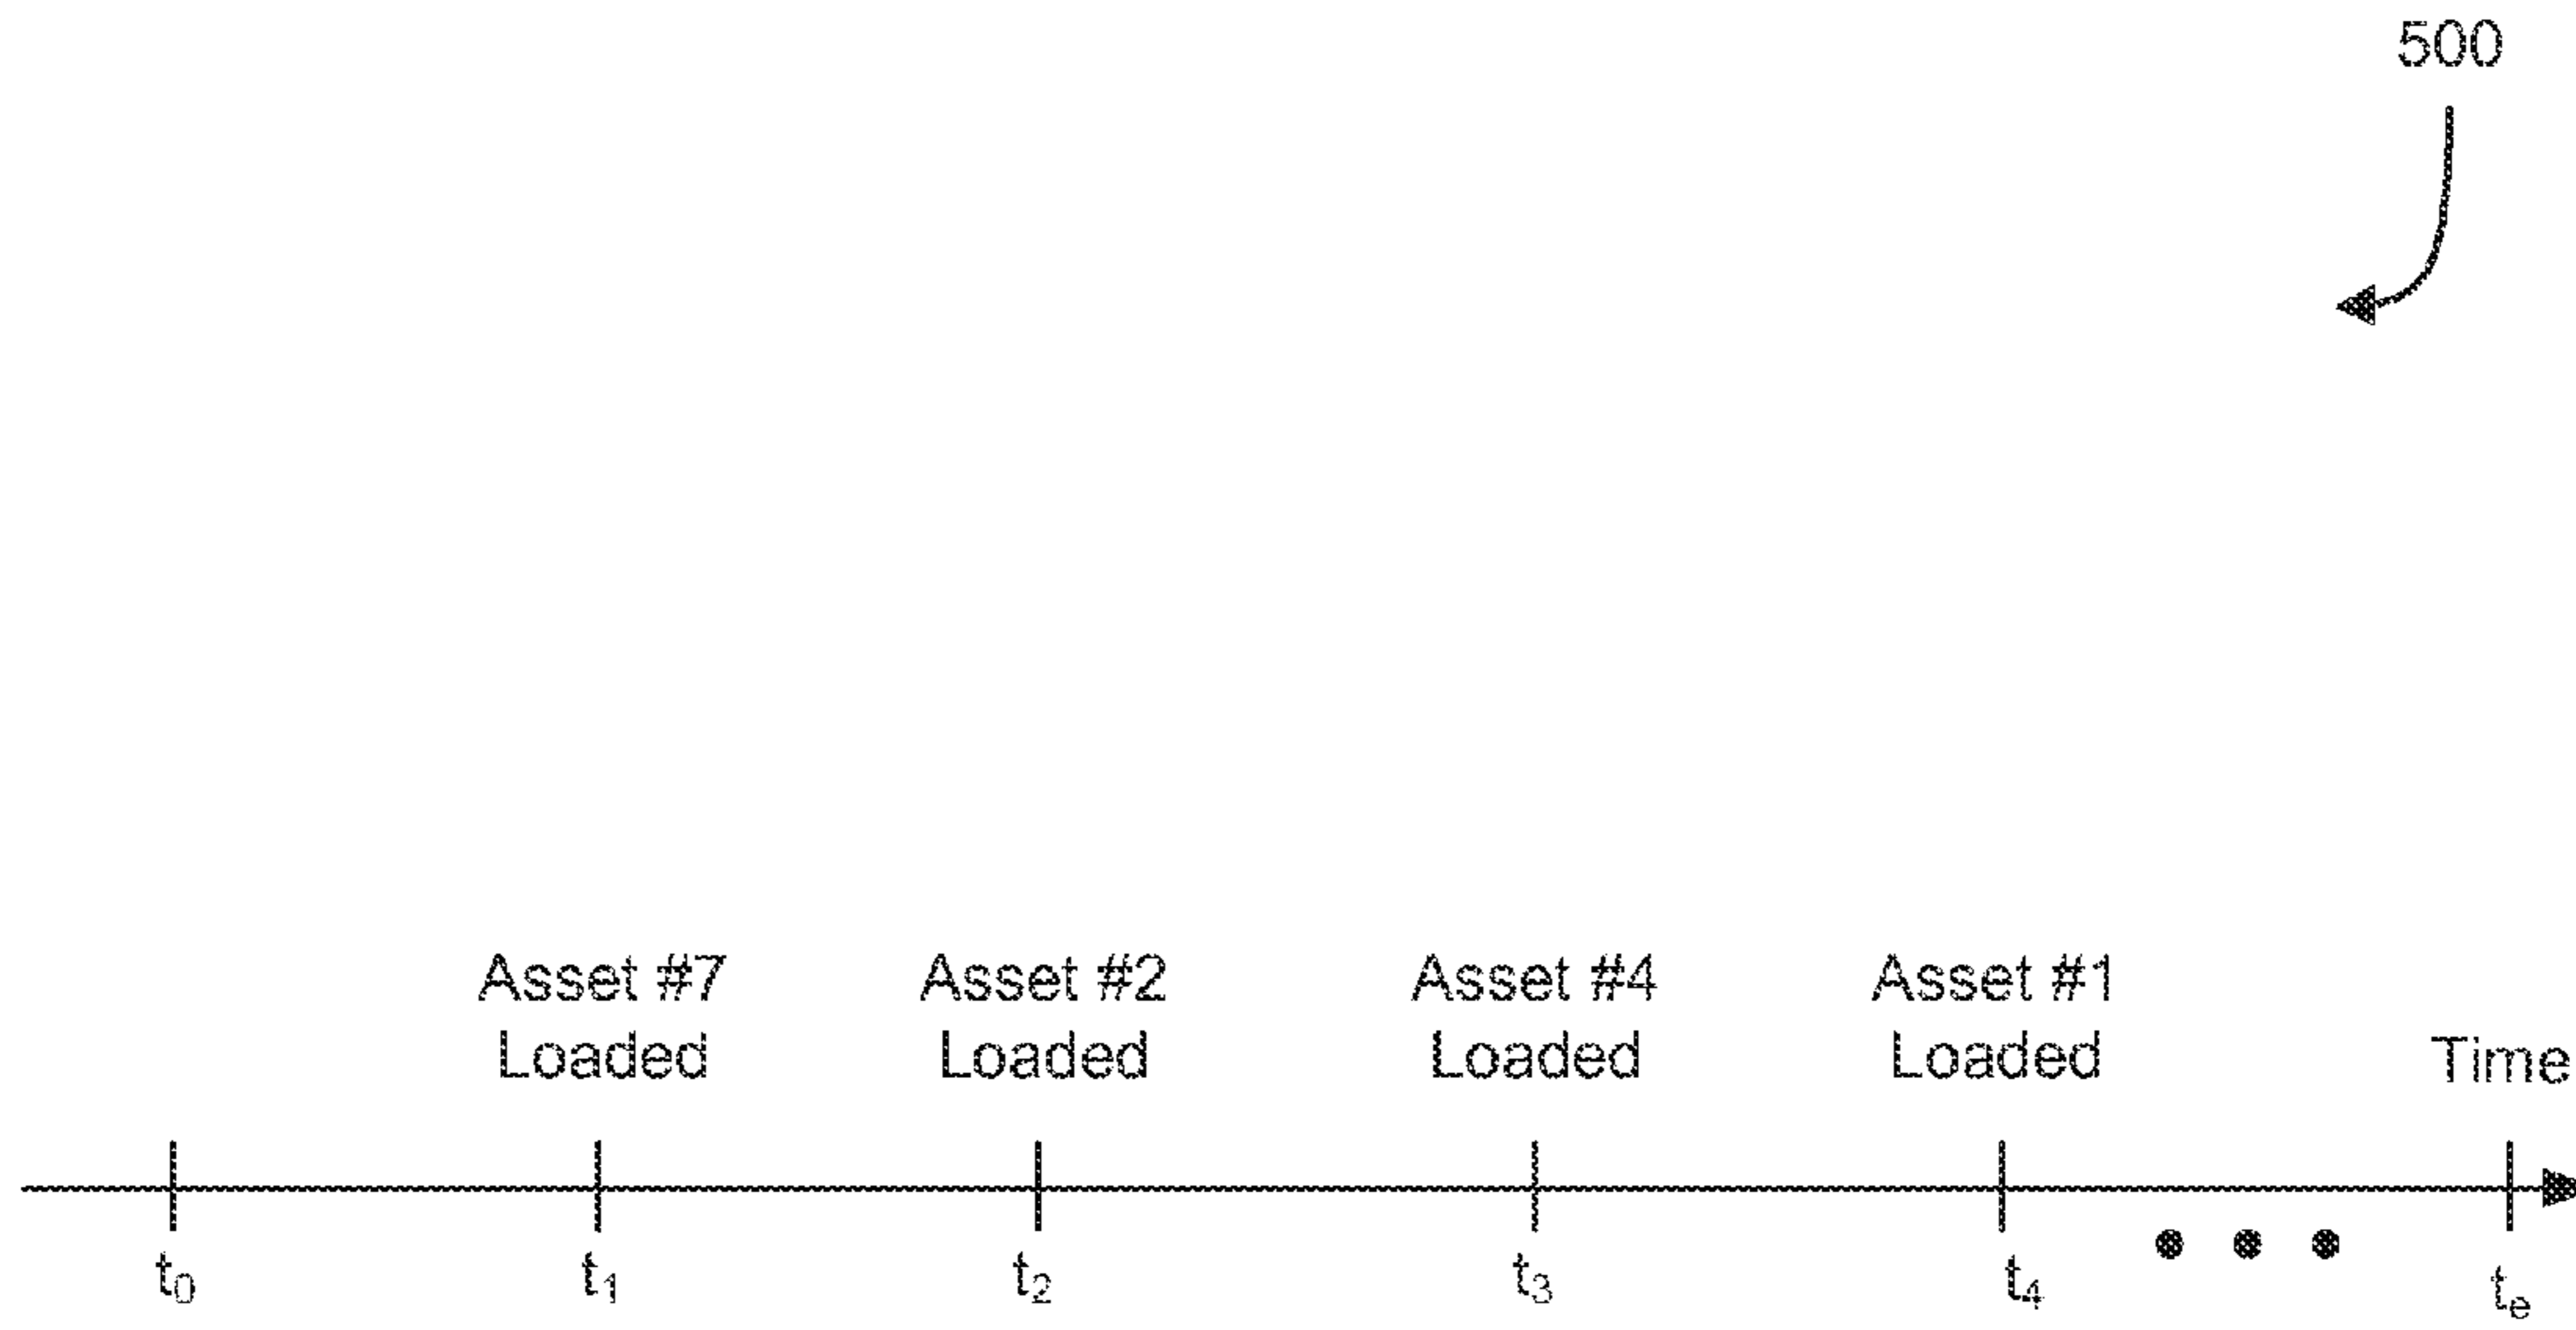 500
Asset #7
Loaded
Asset #2
Loaded
Asset #4
Loaded
Asset #1
Loaded
Time
t₀
t₁
t₂
t₃
t₄
tₑ